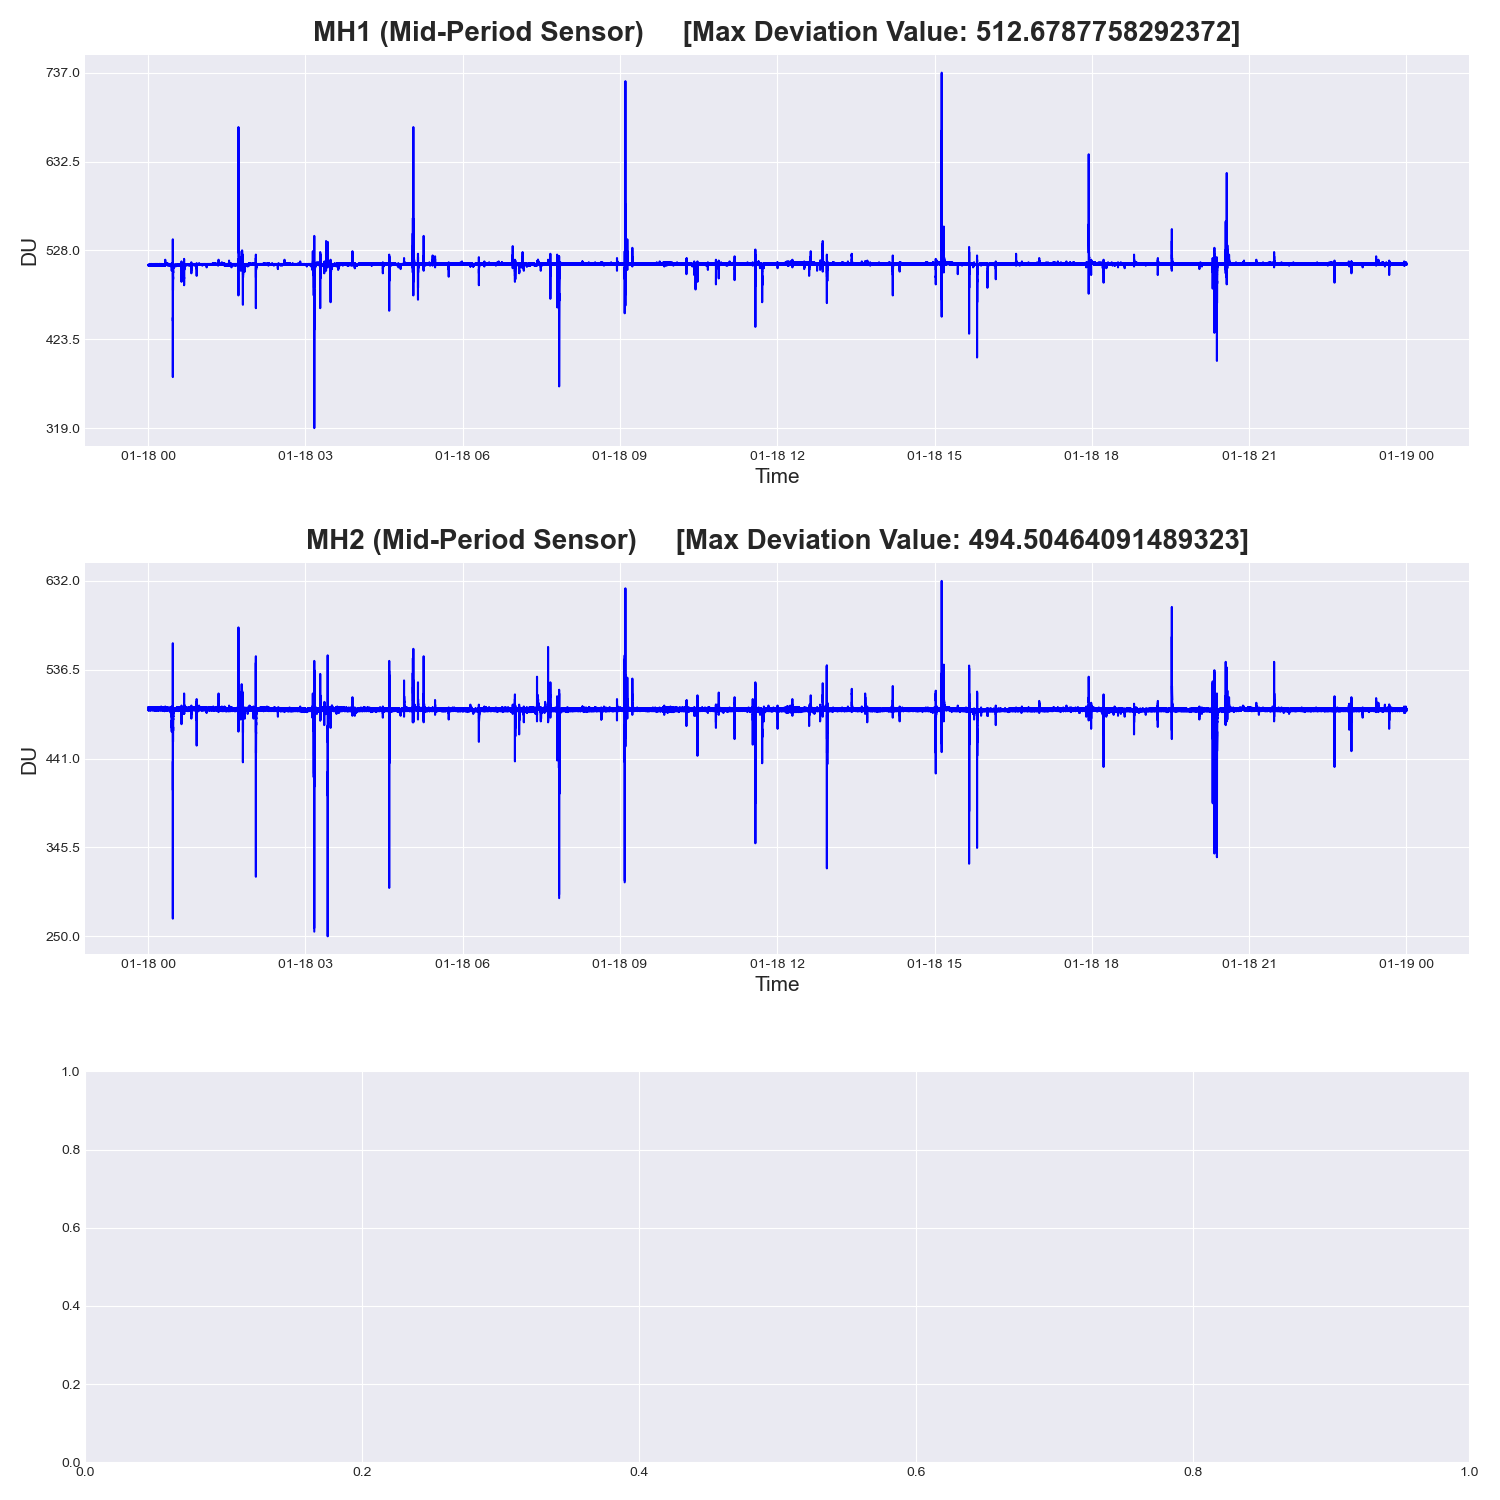 MH1 (Mid-Period Sensor) [Max Deviation Value: 512.6787758292372]
737.0
632.5
528.0
423.5
319.0
DU
01-18 00 01-18 03 01-18 06 01-18 09 01-18 12 01-18 15 01-18 18 01-18 21 01-19 00
Time
MH2 (Mid-Period Sensor) [Max Deviation Value: 494.50464091489323]
632.0
536.5
441.0
345.5
250.0
DU
01-18 00 01-18 03 01-18 06 01-18 09 01-18 12 01-18 15 01-18 18 01-18 21 01-19 00
Time
1.0
0.8
0.6
0.4
0.2
0.0
0.0 0.2 0.4 0.6 0.8 1.0